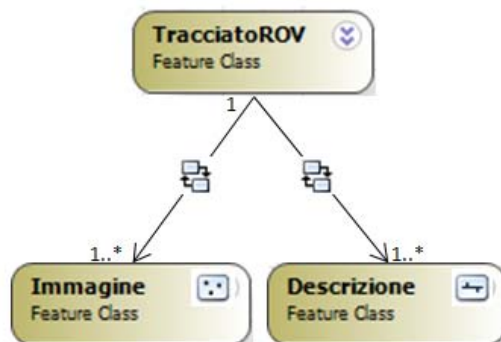 TracciatoROV
Feature Class
1
1..*
1..*
Immagine
Feature Class
Descrizione
Feature Class